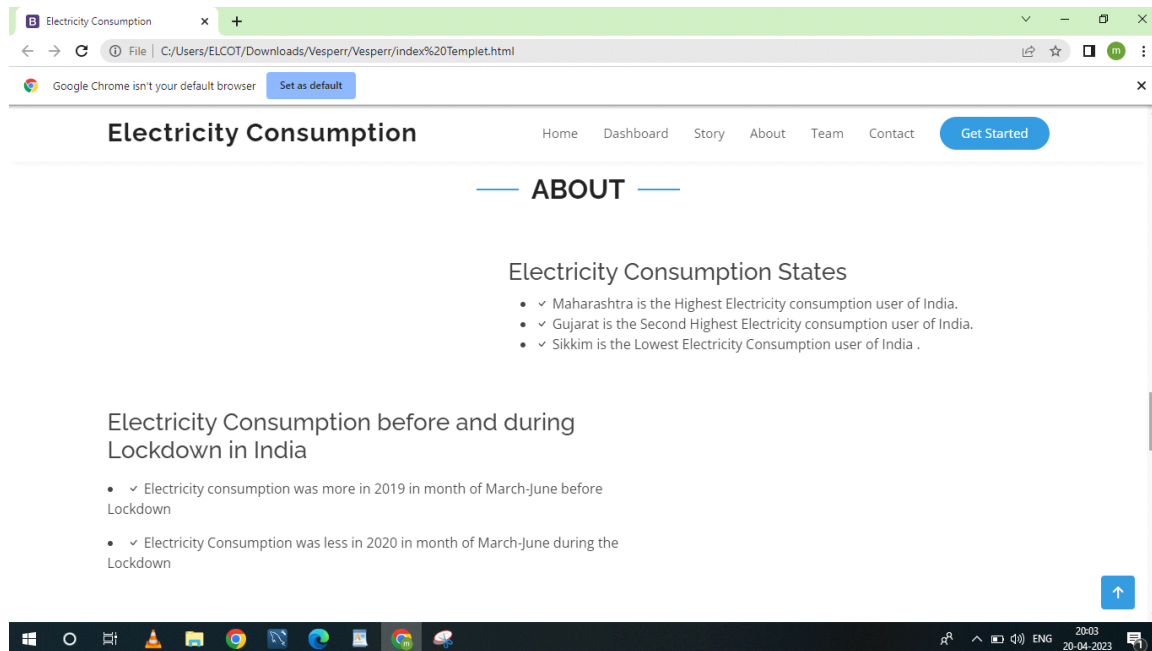 Electricity Consumption
File | C:/Users/ELCOT/Downloads/Vesperr/Vesperr/index%20Templet.html
m
Google Chrome isn't your default browser Set as default
Electricity Consumption Home Dashboard Story About Team Contact Get Started
ABOUT
Electricity Consumption States
Maharashtra is the Highest Electricity consumption user of India.
Gujarat is the Second Highest Electricity consumption user of India.
Sikkim is the Lowest Electricity Consumption user of India .
Electricity Consumption before and during
Lockdown in India
Electricity consumption was more in 2019 in month of March-June before
Lockdown
Electricity Consumption was less in 2020 in month of March-June during the
Lockdown
ENG
20:03
20-04-2023
1